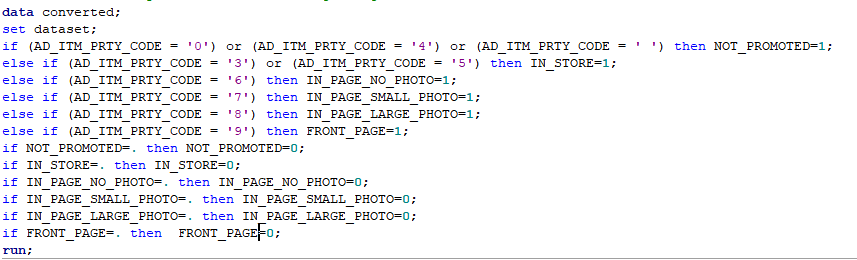 data converted;
set dataset;
if (AD_ITM_PRTY_CODE = '0') or (AD_ITM_PRTY_CODE = '4') or (AD_ITM_PRTY_CODE = ' ') then NOT_PROMOTED=1;
else if (AD_ITM_PRTY_CODE = '3') or (AD_ITM_PRTY_CODE = '5') then IN_STORE=1;
else if (AD_ITM_PRTY_CODE = '6') then IN_PAGE_NO_PHOTO=1;
else if (AD_ITM_PRTY_CODE = '7') then IN_PAGE_SMALL_PHOTO=1;
else if (AD_ITM_PRTY_CODE = '8') then IN_PAGE_LARGE_PHOTO=1;
else if (AD_ITM_PRTY_CODE = '9') then FRONT_PAGE=1;
if NOT_PROMOTED=. then NOT_PROMOTED=0;
if IN_STORE=. then IN_STORE=0;
if IN_PAGE_NO_PHOTO=. then IN_PAGE_NO_PHOTO=0;
if IN_PAGE_SMALL_PHOTO=. then IN_PAGE_SMALL_PHOTO=0;
if IN_PAGE_LARGE_PHOTO=. then IN_PAGE_LARGE_PHOTO=0;
if FRONT_PAGE=. then  FRONT_PAGE=0;
run;